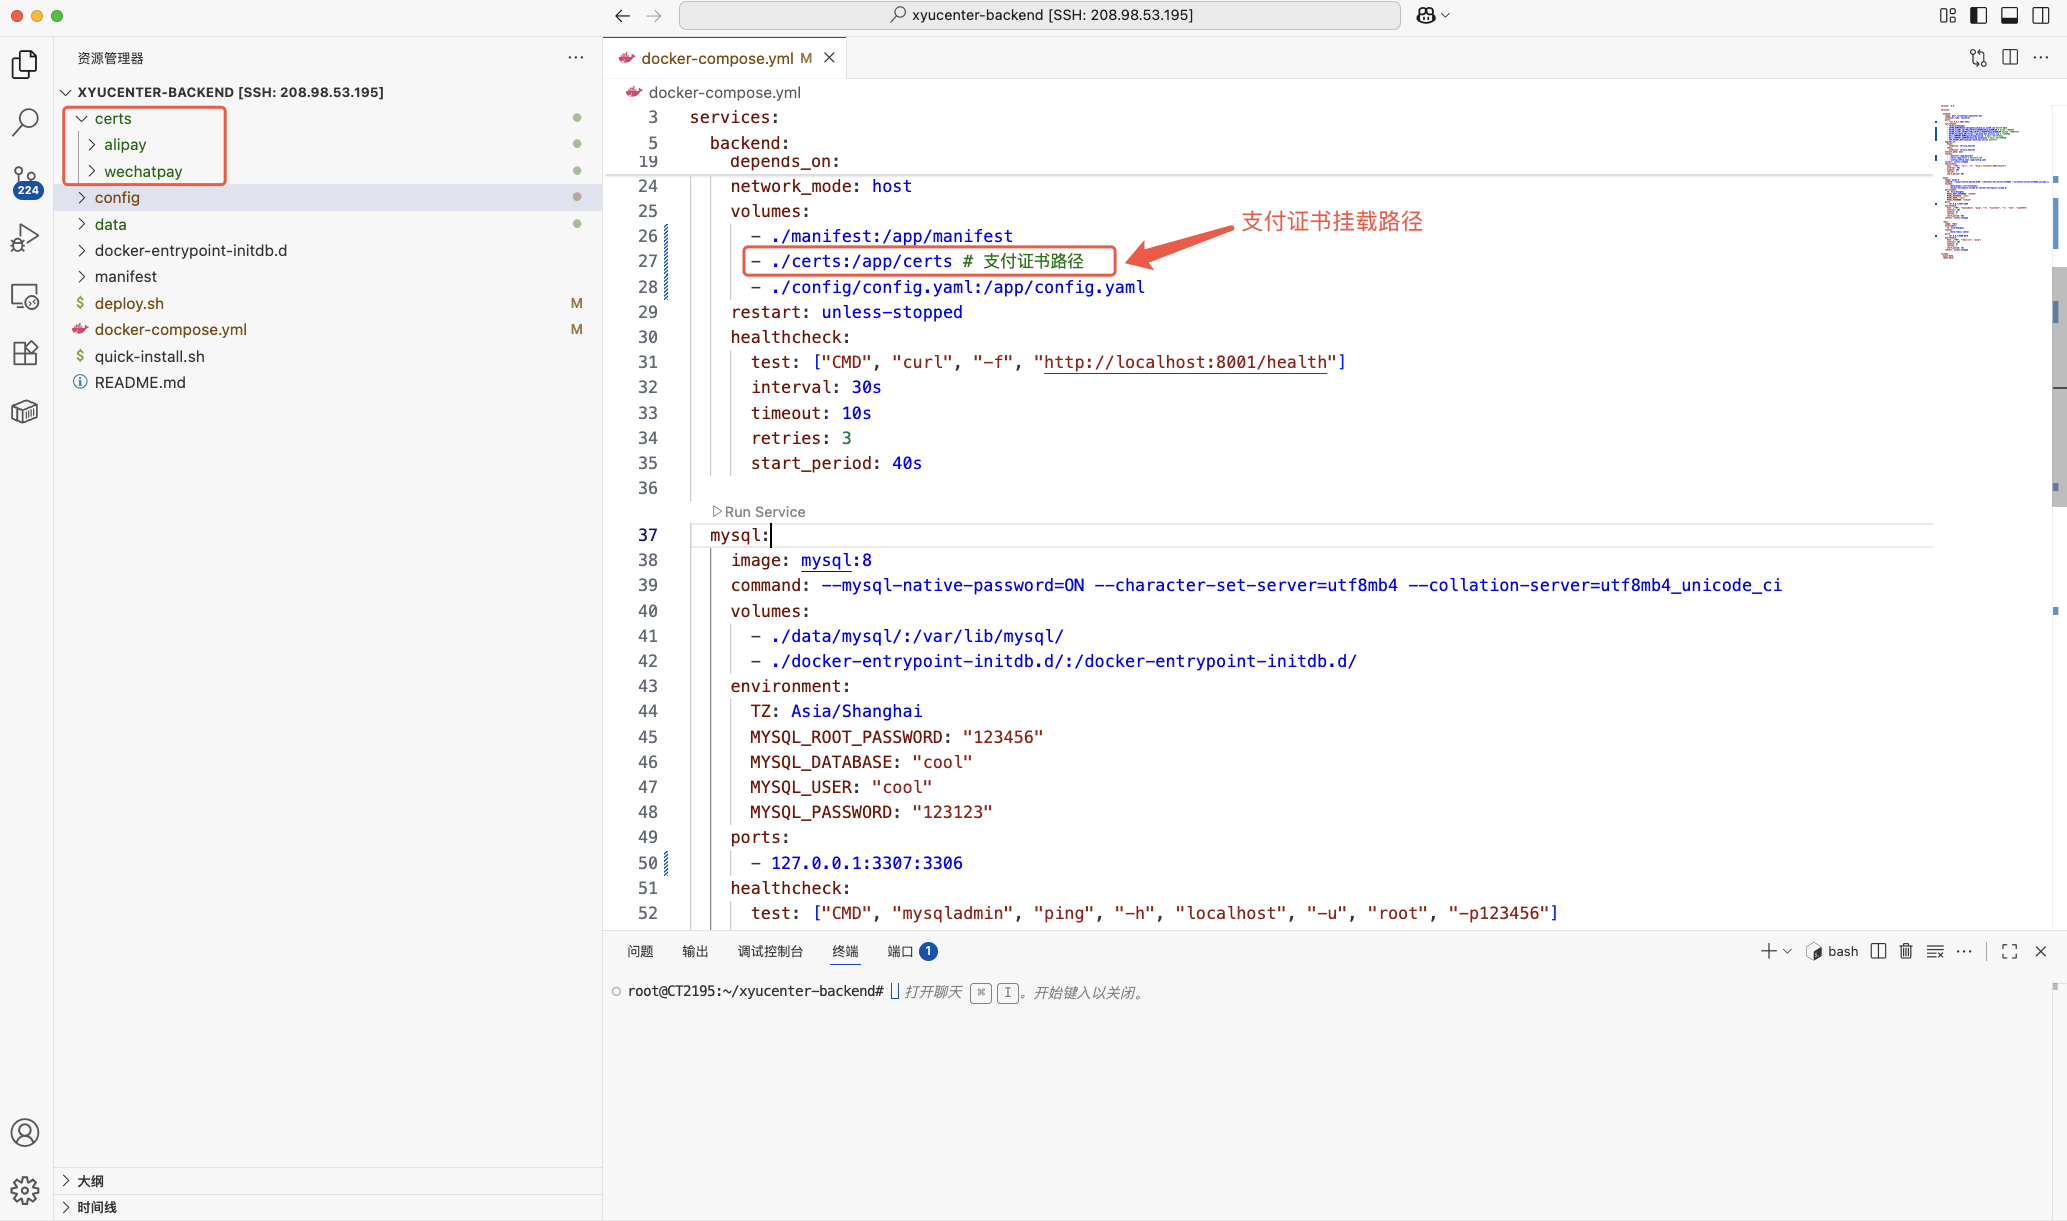 xyucenter-backend [SSH: 208.98.53.195]
资源管理器
XYUCENTER-BACKEND [SSH: 208.98.53.195]
certs
alipay
wechatpay
config
data
docker-entrypoint-initdb.d
manifest
deploy.sh M
docker-compose.yml M
quick-install.sh
README.md
224
大纲
时间线
docker-compose.yml M
docker-compose.yml
3 services:
5 backend:
19 depends_on:
24 network_mode: host
25 volumes:
26 - ./manifest:/app/manifest
27 - ./certs:/app/certs # 支付证书路径
支付证书挂载路径
28 - ./config/config.yaml:/app/config.yaml
29 restart: unless-stopped
30 healthcheck:
31 test: ["CMD", "curl", "-f", "http://localhost:8001/health"]
32 interval: 30s
33 timeout: 10s
34 retries: 3
35 start_period: 40s
36
Run Service
37 mysql:
38 image: mysql:8
39 command: --mysql-native-password=ON --character-set-server=utf8mb4 --collation-server=utf8mb4_unicode_ci
40 volumes:
41 - ./data/mysql/:/var/lib/mysql/
42 - ./docker-entrypoint-initdb.d/:/docker-entrypoint-initdb.d/
43 environment:
44 TZ: Asia/Shanghai
45 MYSQL_ROOT_PASSWORD: "123456"
46 MYSQL_DATABASE: "cool"
47 MYSQL_USER: "cool"
48 MYSQL_PASSWORD: "123123"
49 ports:
50 - 127.0.0.1:3307:3306
51 healthcheck:
52 test: ["CMD", "mysqladmin", "ping", "-h", "localhost", "-u", "root", "-p123456"]
问题 输出 调试控制台 终端 端口 1
bash
root@CT2195:~/xyucenter-backend# 打开聊天 ⌘ I 。开始键入以关闭。